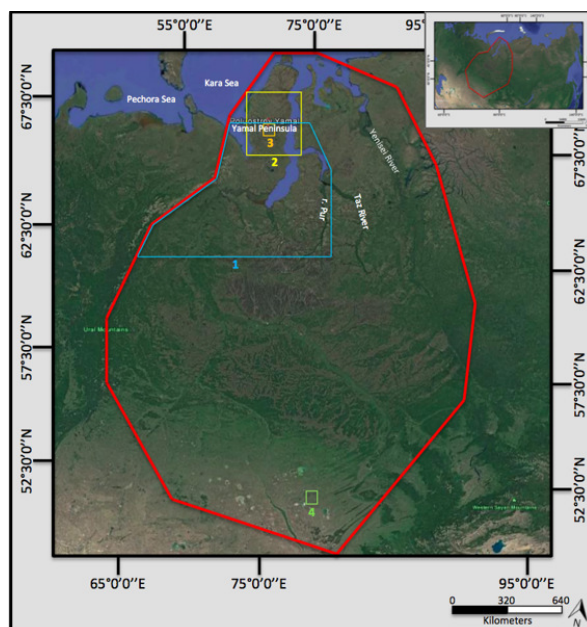 55°0'0"E
75°0'0"E
95°
67°30'0"N
62°30'0"N
57°30'0"N
52°30'0"N
Kara Sea
Pechora Sea
Yamal Peninsula
3
2
Yenisei River
r. Pur
Taz River
1
Ural Mountains
4
67°30'0"N
62°30'0"N
57°30'0"N
52°30'0"N
65°0'0"E
75°0'0"E
95°0'0"E
0
320
640
Kilometers
N